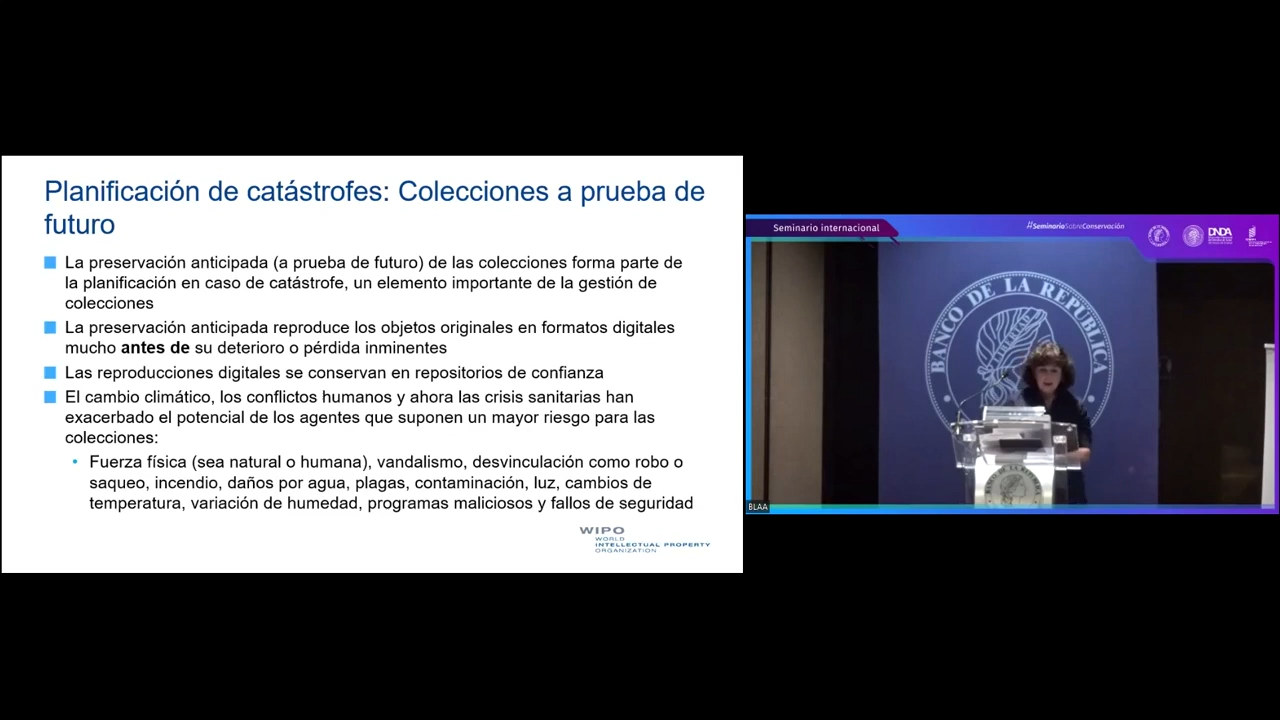 Planificación de catástrofes: Colecciones a prueba de
futuro
La preservación anticipada (a prueba de futuro) de las colecciones forma parte de
la planificación en caso de catástrofe, un elemento importante de la gestión de
colecciones
La preservación anticipada reproduce los objetos originales en formatos digitales
mucho antes de su deterioro o pérdida inminentes
Las reproducciones digitales se conservan en repositorios de confianza
El cambio climático, los conflictos humanos y ahora las crisis sanitarias han
exacerbado el potencial de los agentes que suponen un mayor riesgo para las
colecciones:
Fuerza física (sea natural o humana), vandalismo, desvinculación como robo o
saqueo, incendio, daños por agua, plagas, contaminación, luz, cambios de
temperatura, variación de humedad, programas maliciosos y fallos de seguridad
WIPO
WORLD
INTELLECTUAL PROPERTY
ORGANIZATION
Seminario internacional
#SeminarioSobreConservación
DNDA
BANCO DE LA REPÚBLICA
BLAA